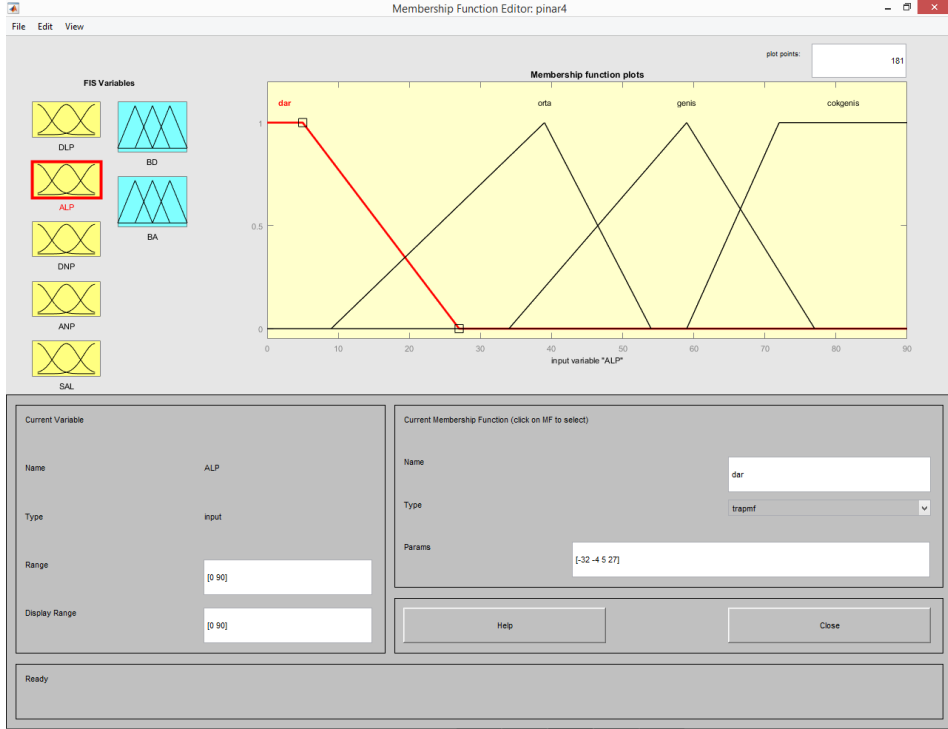 Membership Function Editor: pinar4
File Edit View
plot points: 181
FIS Variables
DLP
ALP
DNP
ANP
SAL
BD
BA
Membership function plots
dar orta genis cokgenis
1
0.5
0
0 10 20 30 40 50 60 70 80 90
input variable "ALP"
Current Variable
Name ALP
Type input
Range [0 90]
Display Range [0 90]
Current Membership Function (click on MF to select)
Name dar
Type trapmf
Params [-32 -4 5 27]
Help Close
Ready